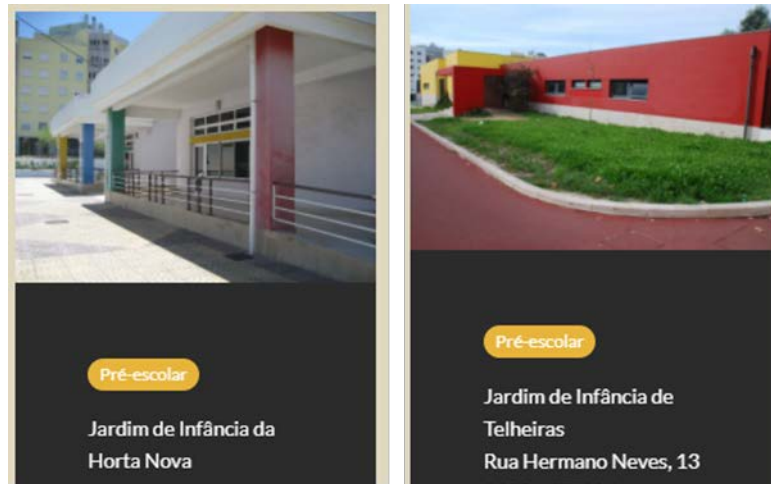 Pré-escolar
Jardim de Infância da
Horta Nova
Pré-escolar
Jardim de Infância de
Telheiras
Rua Hermano Neves, 13